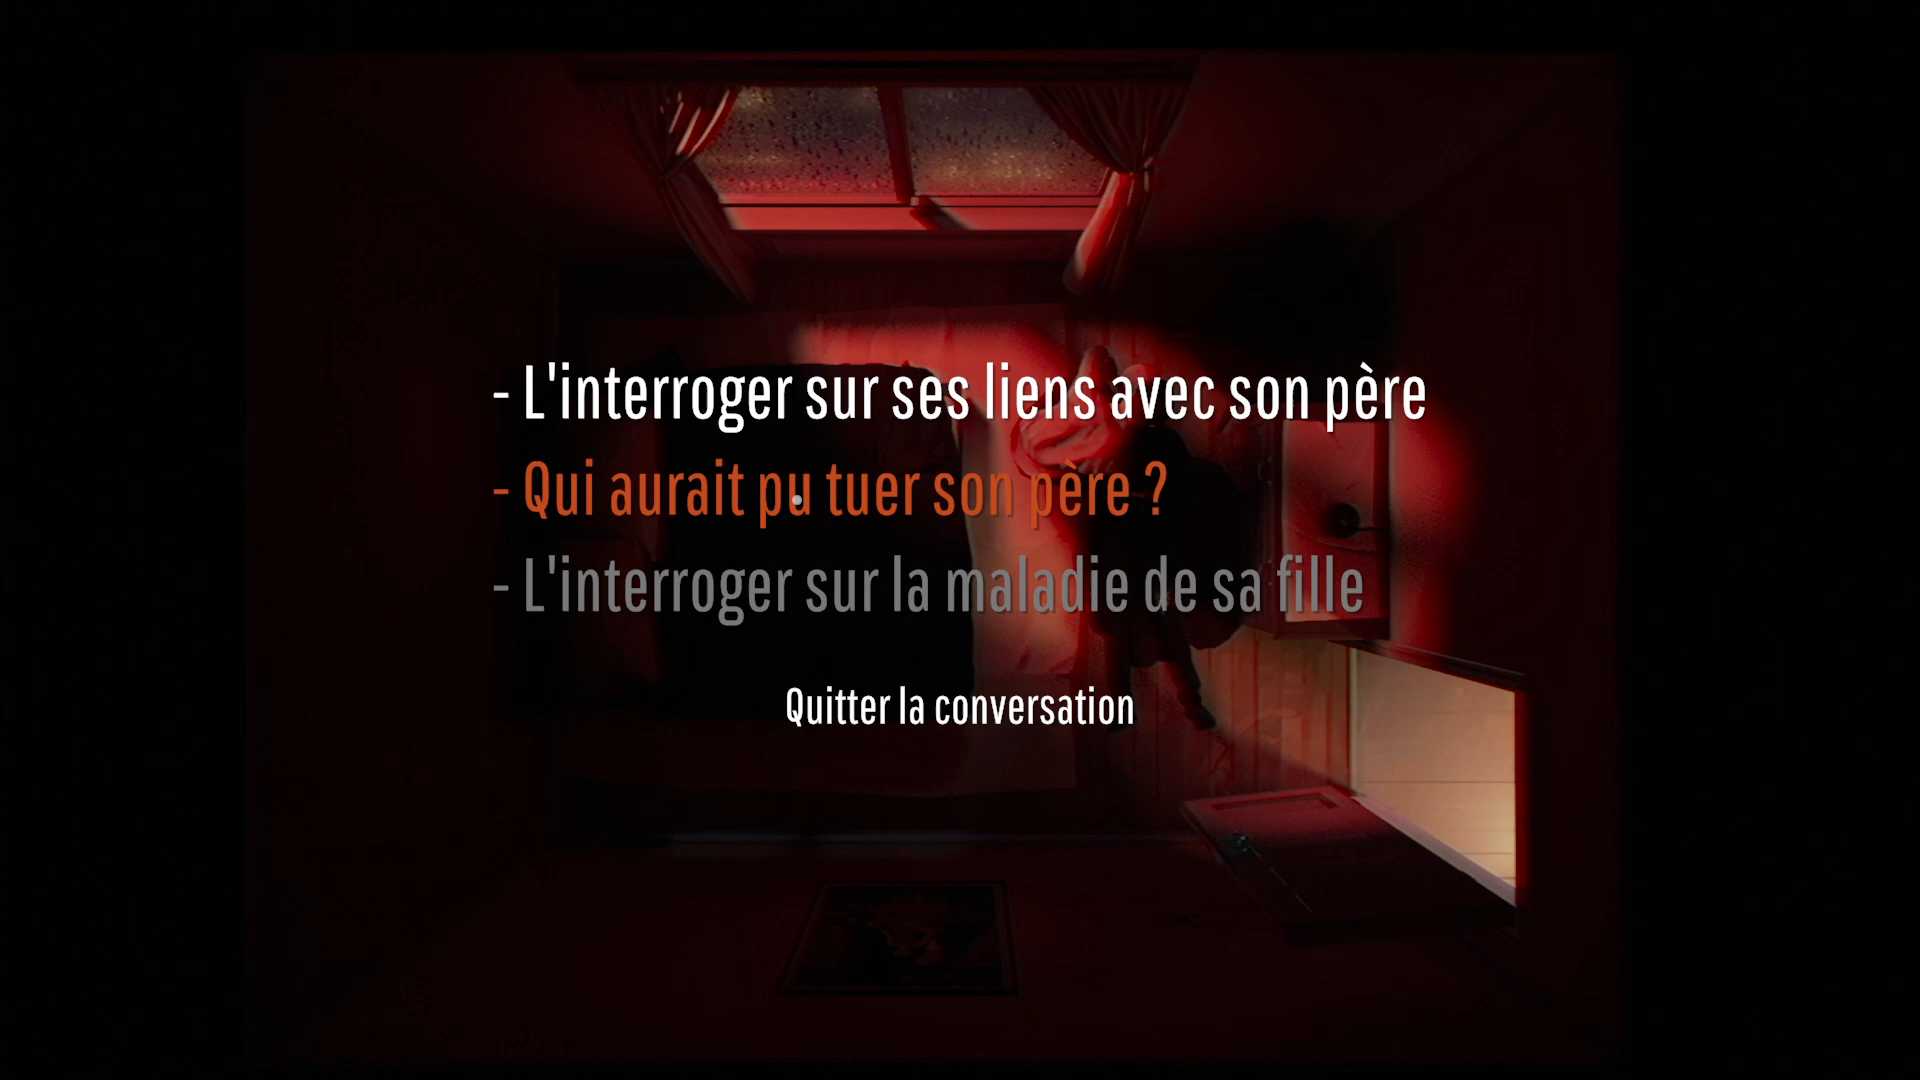 - L'interroger sur ses liens avec son père
- Qui aurait pu tuer son père ?
- L'interroger sur la maladie de sa fille
Quitter la conversation